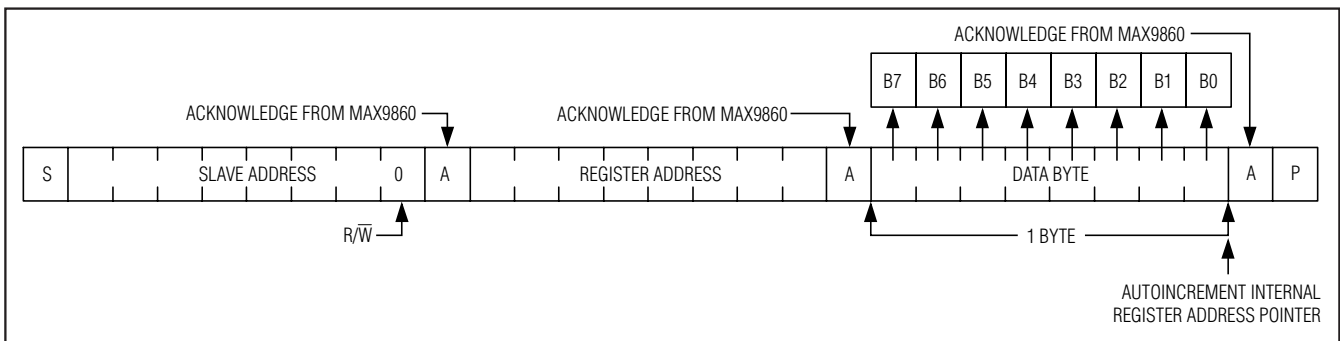 ACKNOWLEDGE FROM MAX9860
B7 B6 B5 B4 B3 B2 B1 B0
ACKNOWLEDGE FROM MAX9860 ACKNOWLEDGE FROM MAX9860
S SLAVE ADDRESS 0 A REGISTER ADDRESS A DATA BYTE A P
R/W̅ 1 BYTE
AUTOINCREMENT INTERNAL
REGISTER ADDRESS POINTER